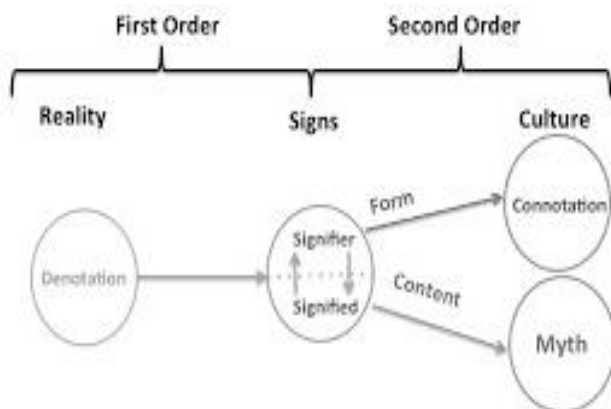 First Order
Second Order
Reality
Signs
Culture
Denotation
Signifier
Signified
Form
Content
Connotation
Myth